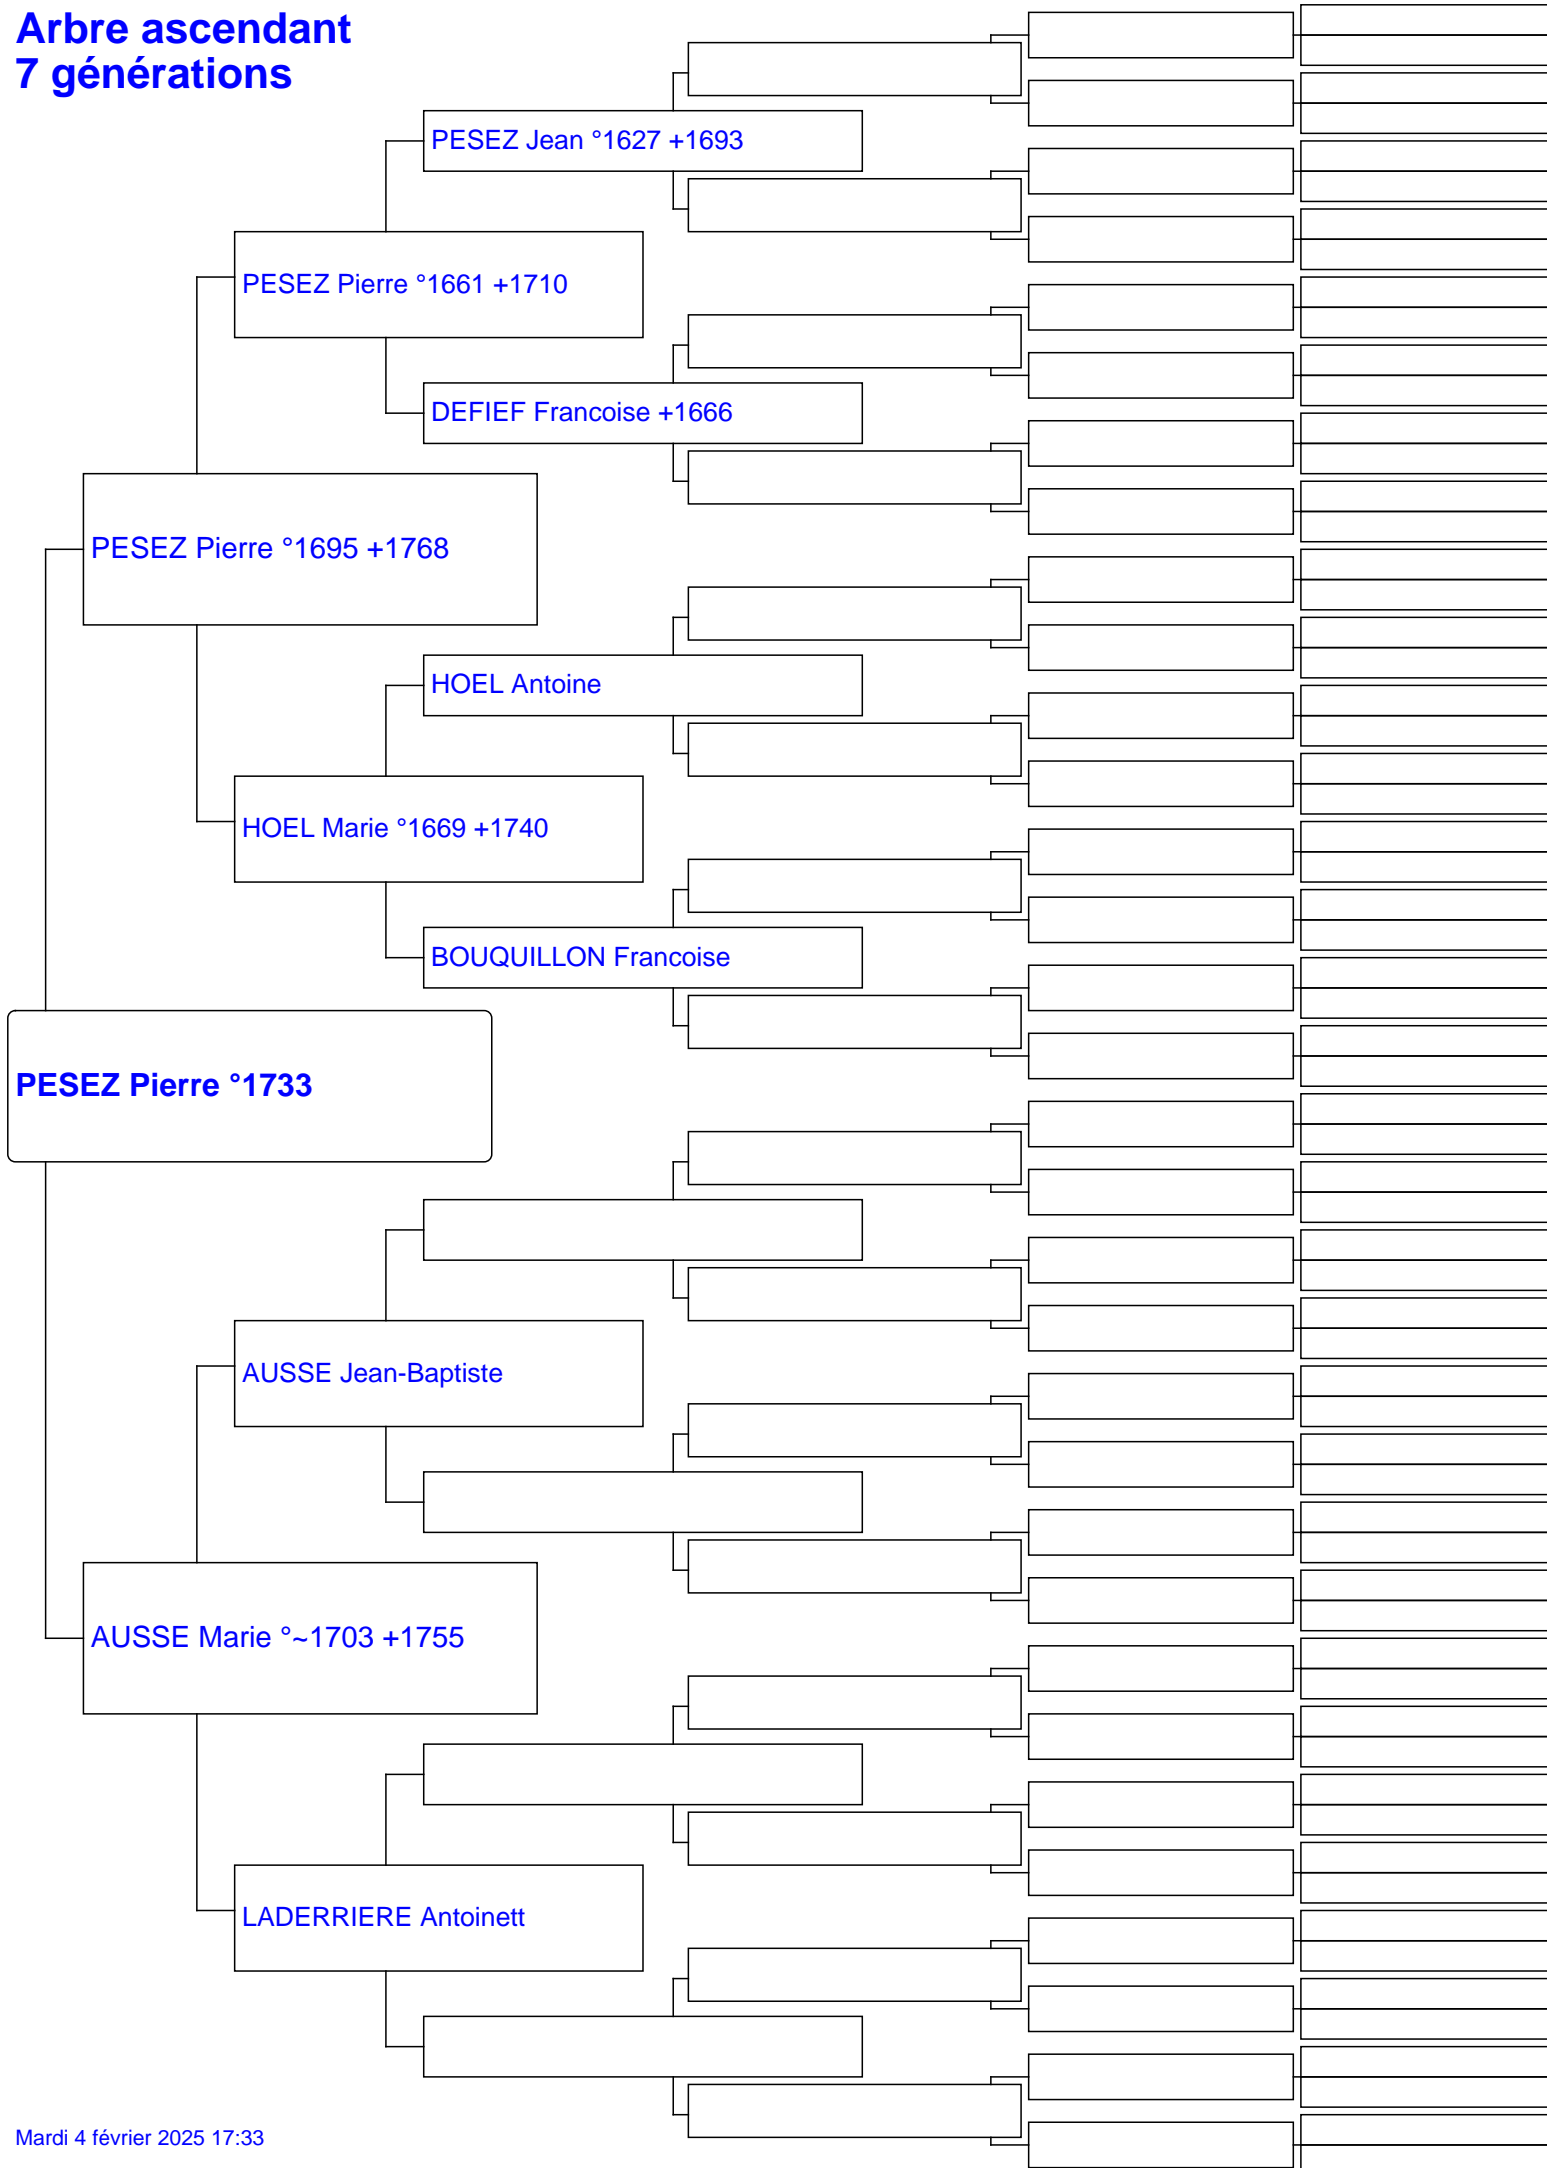 Arbre ascendant
7 générations
PESEZ Jean °1627 +1693
PESEZ Pierre °1661 +1710
DEFIEF Francoise +1666
PESEZ Pierre °1695 +1768
HOEL Antoine
HOEL Marie °1669 +1740
BOUQUILLON Francoise
PESEZ Pierre °1733
AUSSE Jean-Baptiste
AUSSE Marie °~1703 +1755
LADERRIERE Antoinett
Mardi 4 février 2025 17:33